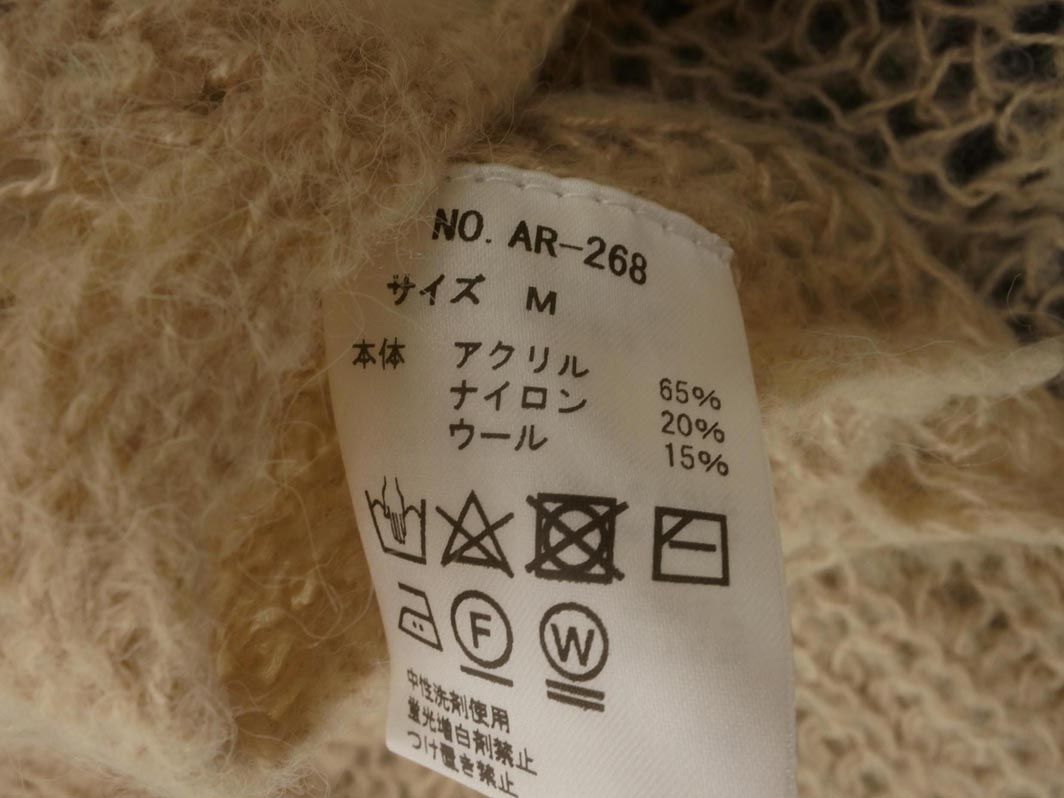 NO. AR-268
サイズ M
本体 アクリル 65%
ナイロン 20%
ウール 15%
F W
中性洗剤使用
蛍光増白剤禁止
つけ置き禁止